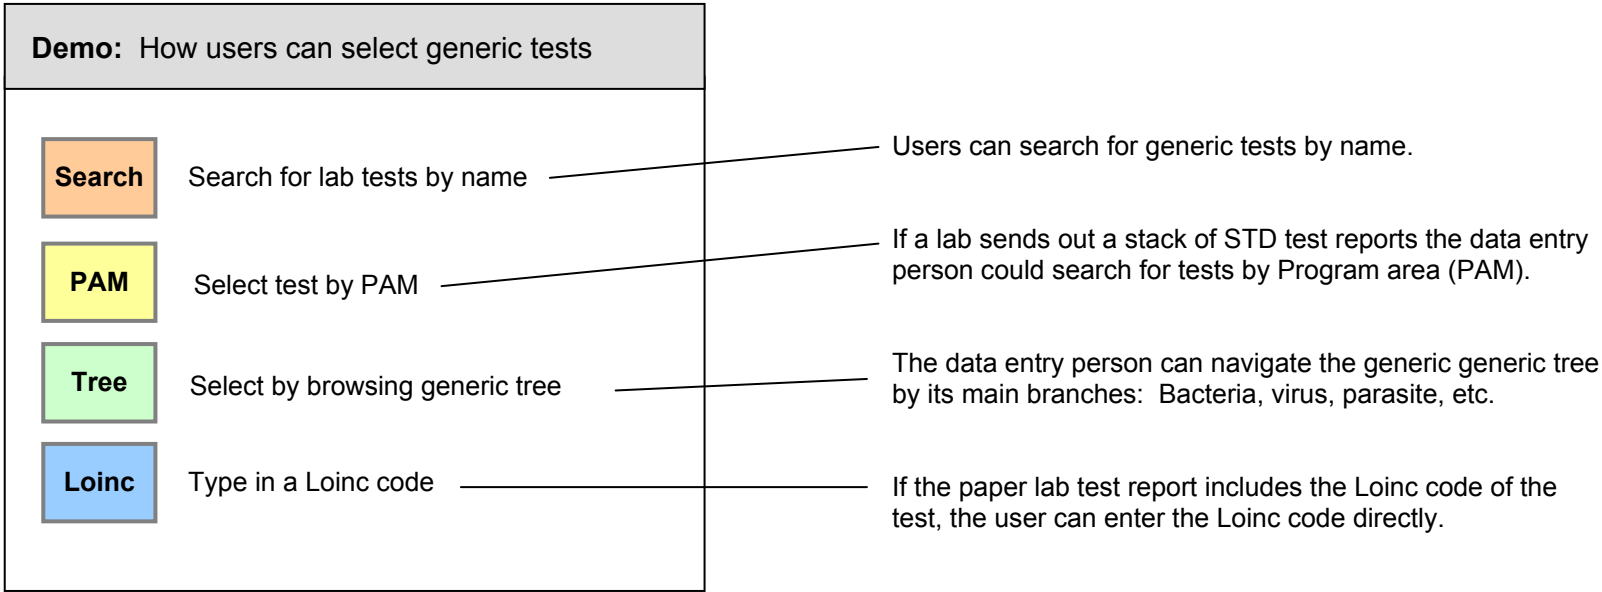 Demo: How users can select generic tests
Search Search for lab tests by name
Users can search for generic tests by name.
PAM Select test by PAM
If a lab sends out a stack of STD test reports the data entry
person could search for tests by Program area (PAM).
Tree Select by browsing generic tree
The data entry person can navigate the generic generic tree
by its main branches: Bacteria, virus, parasite, etc.
Loinc Type in a Loinc code
If the paper lab test report includes the Loinc code of the
test, the user can enter the Loinc code directly.